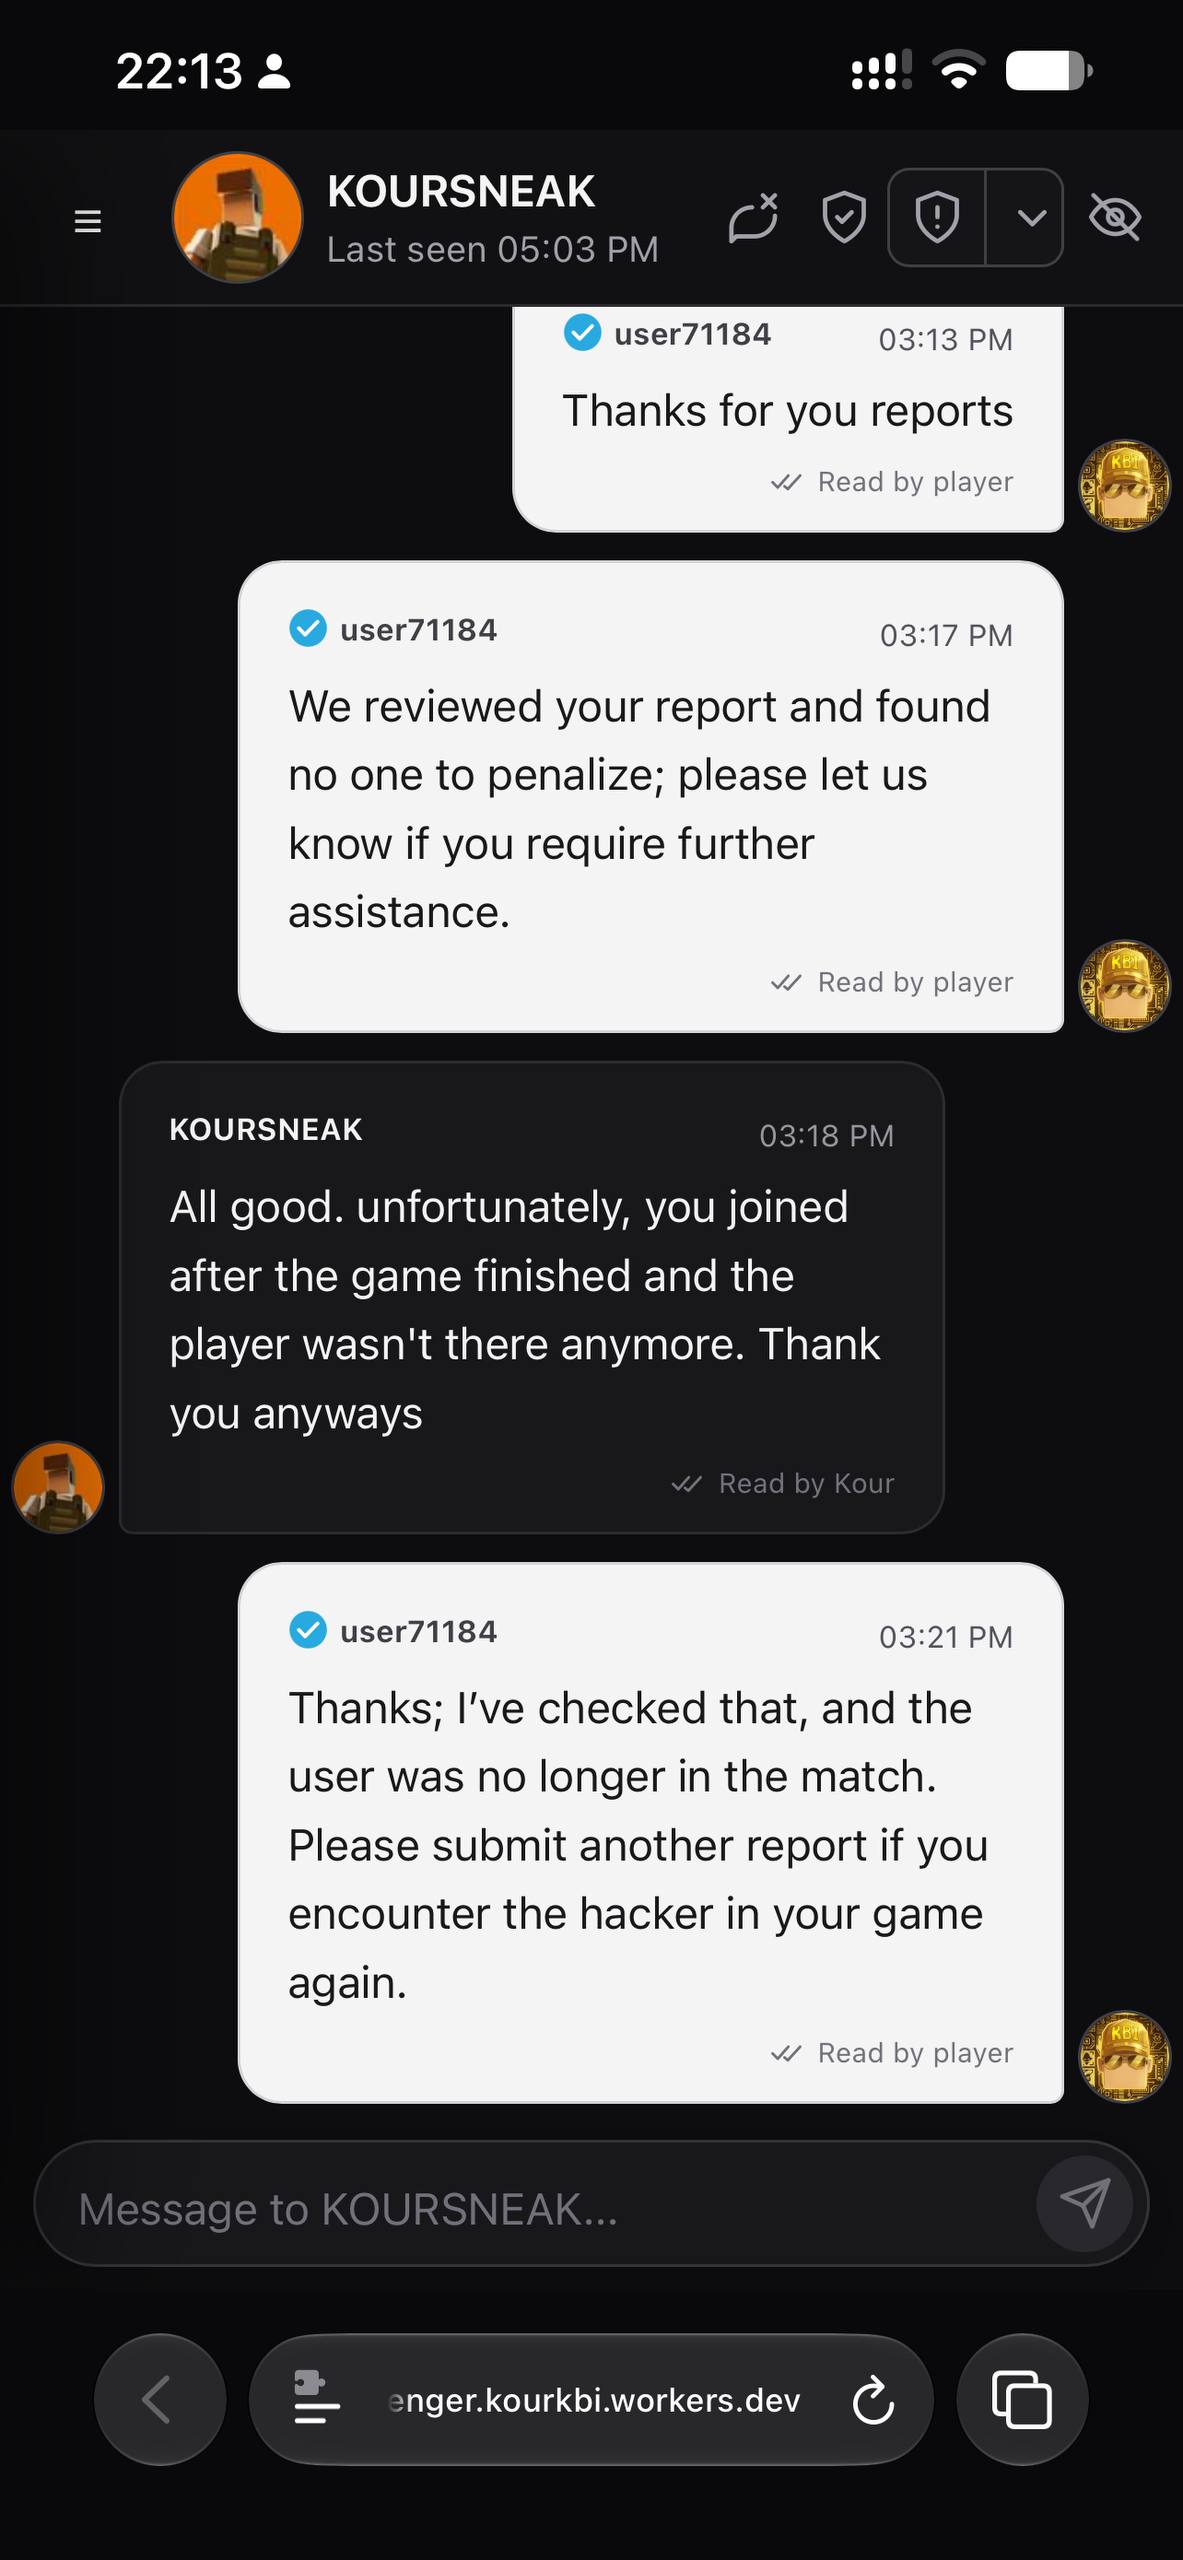 22:13
KOURSNEAK
Last seen 05:03 PM
user71184 03:13 PM
Thanks for you reports
Read by player
KBI
user71184 03:17 PM
We reviewed your report and found
no one to penalize; please let us
know if you require further
assistance.
Read by player
KBI
KOURSNEAK 03:18 PM
All good. unfortunately, you joined
after the game finished and the
player wasn't there anymore. Thank
you anyways
Read by Kour
user71184 03:21 PM
Thanks; I’ve checked that, and the
user was no longer in the match.
Please submit another report if you
encounter the hacker in your game
again.
Read by player
KBI
Message to KOURSNEAK...
enger.kourkbi.workers.dev